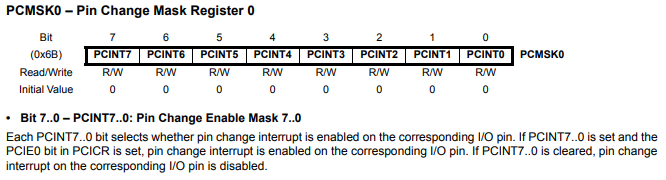 PCMSK0 – Pin Change Mask Register 0
Bit 7 6 5 4 3 2 1 0
(0x6B) PCINT7 PCINT6 PCINT5 PCINT4 PCINT3 PCINT2 PCINT1 PCINT0 PCMSK0
Read/Write R/W R/W R/W R/W R/W R/W R/W R/W
Initial Value 0 0 0 0 0 0 0 0
• Bit 7..0 – PCINT7..0: Pin Change Enable Mask 7..0
Each PCINT7..0 bit selects whether pin change interrupt is enabled on the corresponding I/O pin. If PCINT7..0 is set and the
PCIE0 bit in PCICR is set, pin change interrupt is enabled on the corresponding I/O pin. If PCINT7..0 is cleared, pin change
interrupt on the corresponding I/O pin is disabled.